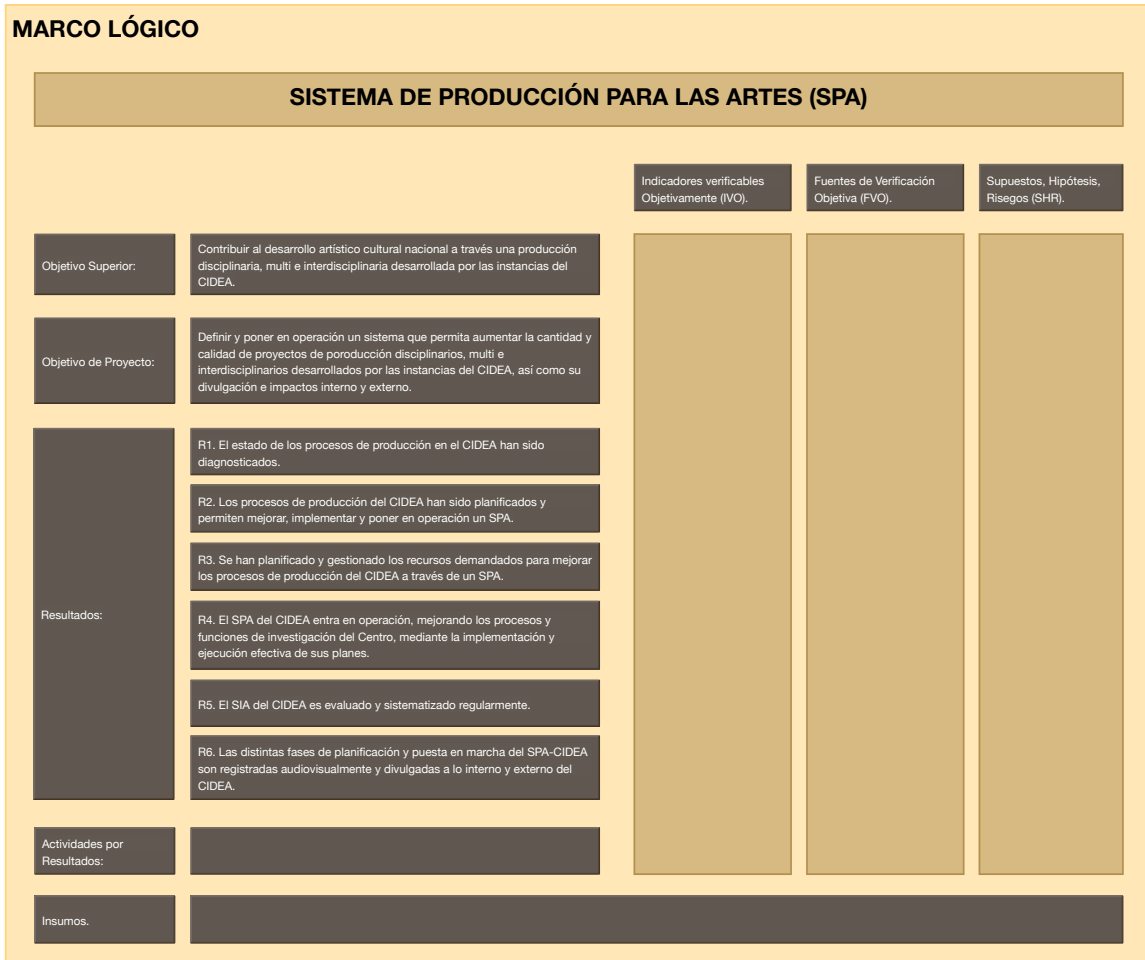 MARCO LÓGICO
SISTEMA DE PRODUCCIÓN PARA LAS ARTES (SPA)
Indicadores verificables
Objetivamente (IVO).
Fuentes de Verificación
Objetiva (FVO).
Supuestos, Hipótesis,
Risegos (SHR).
Objetivo Superior:
Contribuir al desarrollo artístico cultural nacional a través una producción
disciplinaria, multi e interdisciplinaria desarrollada por las instancias del
CIDEA.
Objetivo de Proyecto:
Definir y poner en operación un sistema que permita aumentar la cantidad y
calidad de proyectos de poroducción disciplinarios, multi e
interdisciplinarios desarrollados por las instancias del CIDEA, así como su
divulgación e impactos interno y externo.
Resultados:
R1. El estado de los procesos de producción en el CIDEA han sido
diagnosticados.
R2. Los procesos de producción del CIDEA han sido planificados y
permiten mejorar, implementar y poner en operación un SPA.
R3. Se han planificado y gestionado los recursos demandados para mejorar
los procesos de producción del CIDEA a través de un SPA.
R4. El SPA del CIDEA entra en operación, mejorando los procesos y
funciones de investigación del Centro, mediante la implementación y
ejecución efectiva de sus planes.
R5. El SIA del CIDEA es evaluado y sistematizado regularmente.
R6. Las distintas fases de planificación y puesta en marcha del SPA-CIDEA
son registradas audiovisualmente y divulgadas a lo interno y externo del
CIDEA.
Actividades por
Resultados:
Insumos.